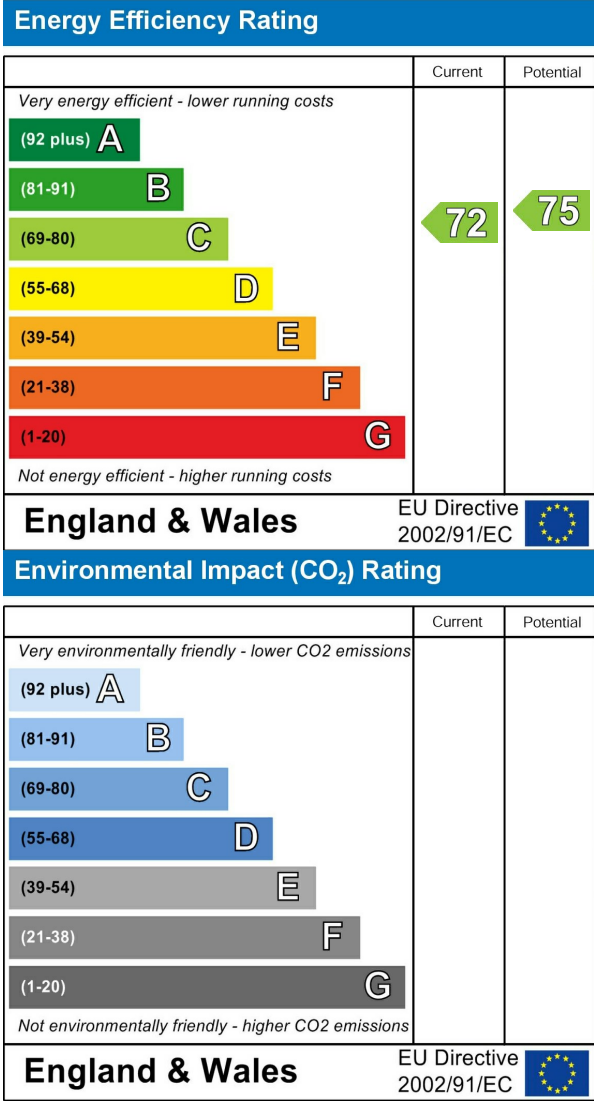 Energy Efficiency Rating
Current Potential
Very energy efficient - lower running costs
(92 plus) A
(81-91) B
(69-80) C
72 75
(55-68) D
(39-54) E
(21-38) F
(1-20) G
Not energy efficient - higher running costs
England & Wales
EU Directive
2002/91/EC
Environmental Impact (CO₂) Rating
Current Potential
Very environmentally friendly - lower CO2 emissions
(92 plus) A
(81-91) B
(69-80) C
(55-68) D
(39-54) E
(21-38) F
(1-20) G
Not environmentally friendly - higher CO2 emissions
England & Wales
EU Directive
2002/91/EC